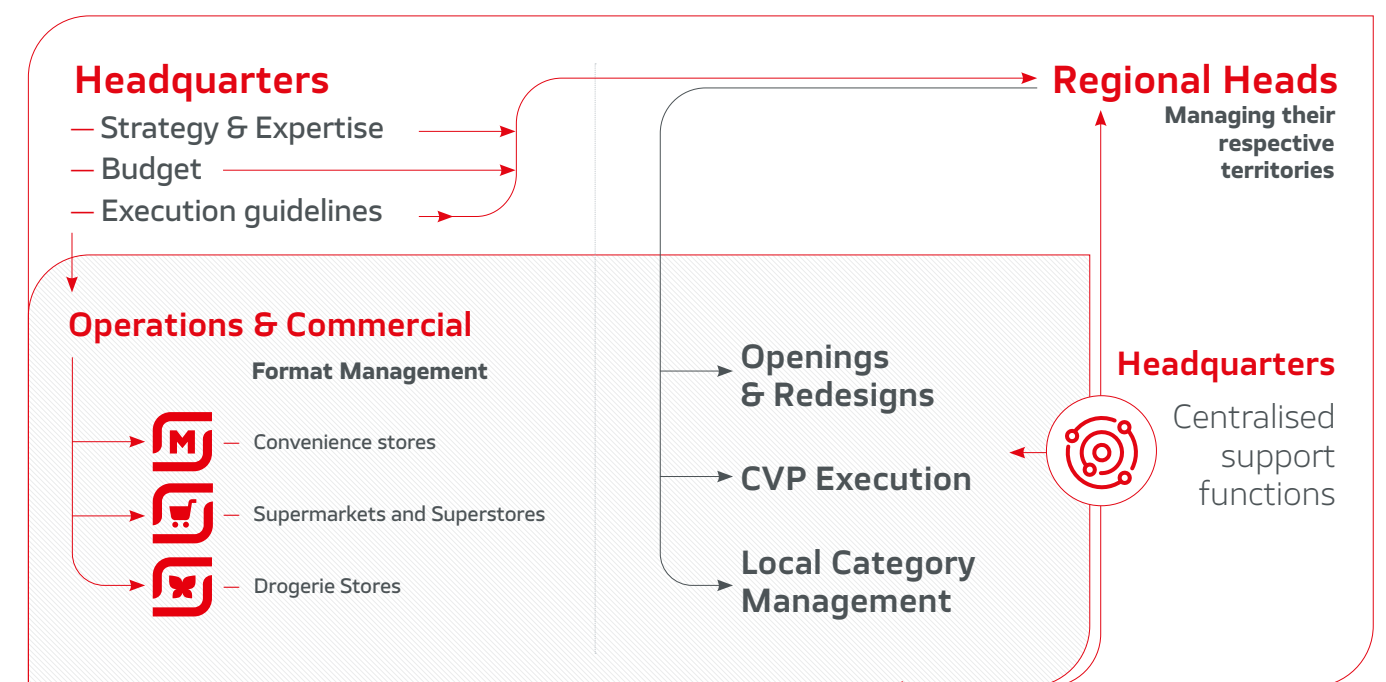 Headquarters
— Strategy & Expertise
— Budget
— Execution guidelines
Regional Heads
Managing their
respective
territories
Operations & Commercial
Format Management
M
— Convenience stores
— Supermarkets and Superstores
— Drogerie Stores
Openings
& Redesigns
CVP Execution
Local Category
Management
Headquarters
Centralised
support
functions